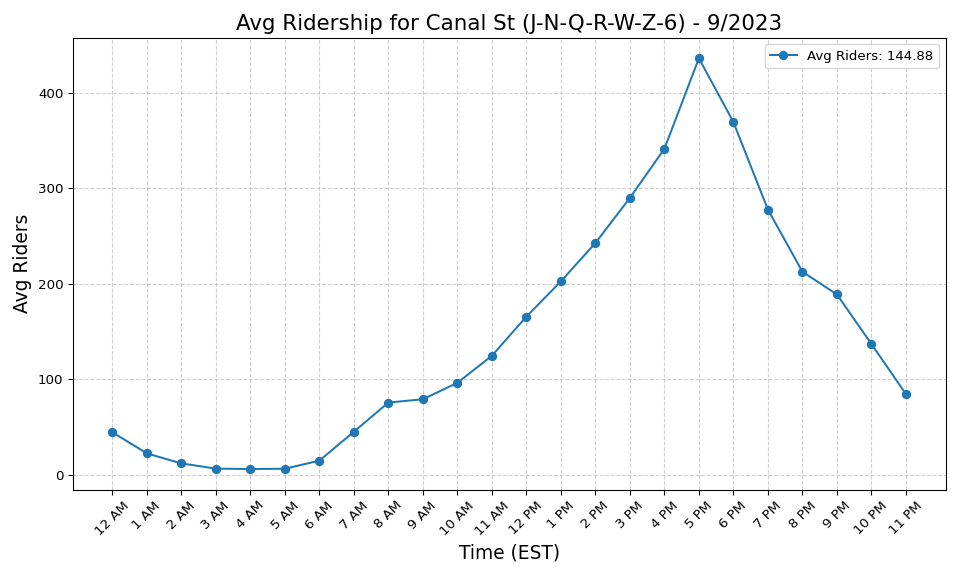 Avg Ridership for Canal St (J-N-Q-R-W-Z-6) - 9/2023
Avg Riders: 144.88
400
300
200
100
0
Avg Riders
12 AM
1 AM
2 AM
3 AM
4 AM
5 AM
6 AM
7 AM
8 AM
9 AM
10 AM
11 AM
12 PM
1 PM
2 PM
3 PM
4 PM
5 PM
6 PM
7 PM
8 PM
9 PM
10 PM
11 PM
Time (EST)